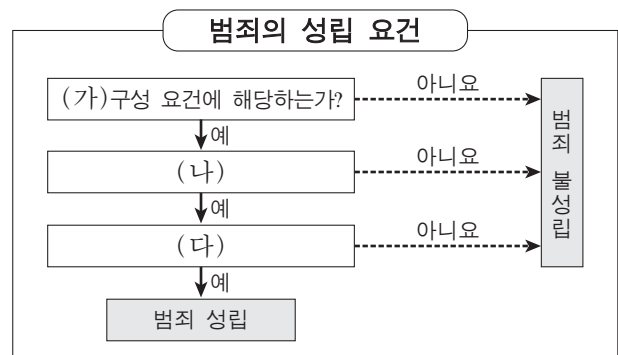 범죄의 성립 요건
(가)구성 요건에 해당하는가?
아니요
예
(나)
아니요
예
(다)
아니요
예
범죄 성립
범죄 불성립